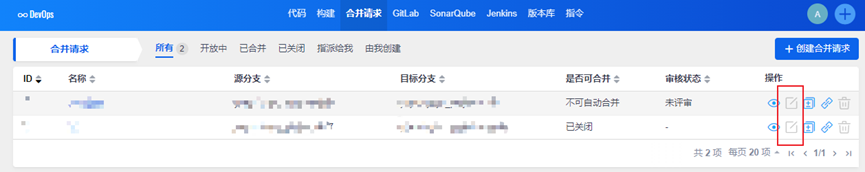 DevOps 代码 构建 合并请求 GitLab SonarQube Jenkins 版本库 指令 A
合并请求 所有 2 开放中 已合并 已关闭 指派给我 由我创建 + 创建合并请求
ID 名称 源分支 目标分支 是否可合并 审核状态 操作
不可自动合并 未评审
已关闭 -
共 2 项 每页 20 项 1/1